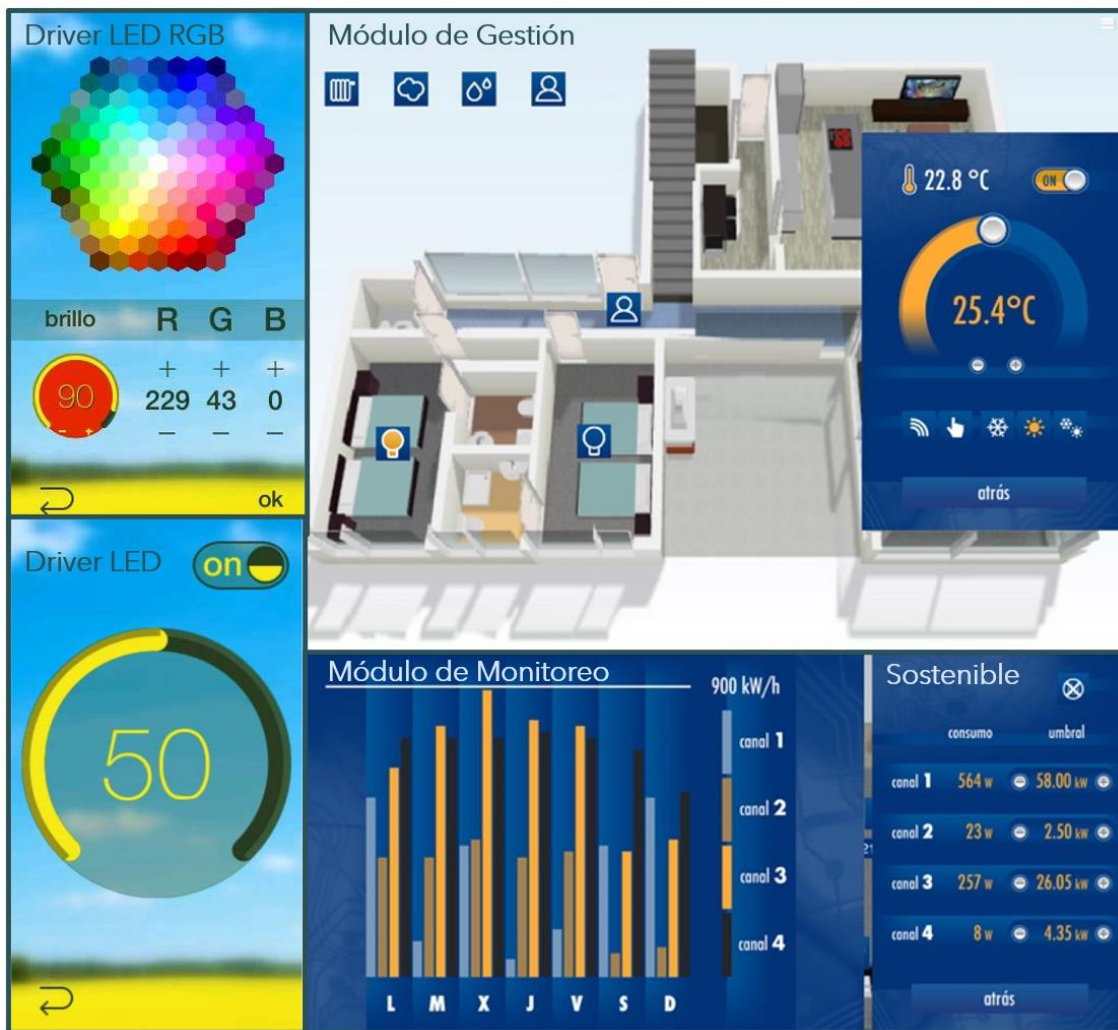 Driver LED RGB
brillo R G B
+ + +
90 229 43 0
- + − − −
ok
Driver LED
on
50
Módulo de Gestión
22.8 °C ON
25.4°C
− +
atrás
Módulo de Monitoreo
900 kW/h
canal 1
canal 2
canal 3
canal 4
L M X J V S D
Sostenible
consumo umbral
canal 1 564 w − 58.00 kw +
canal 2 23 w − 2.50 kw +
21
canal 3 257 w − 26.05 kw +
canal 4 8 w − 4.35 kw +
atrás